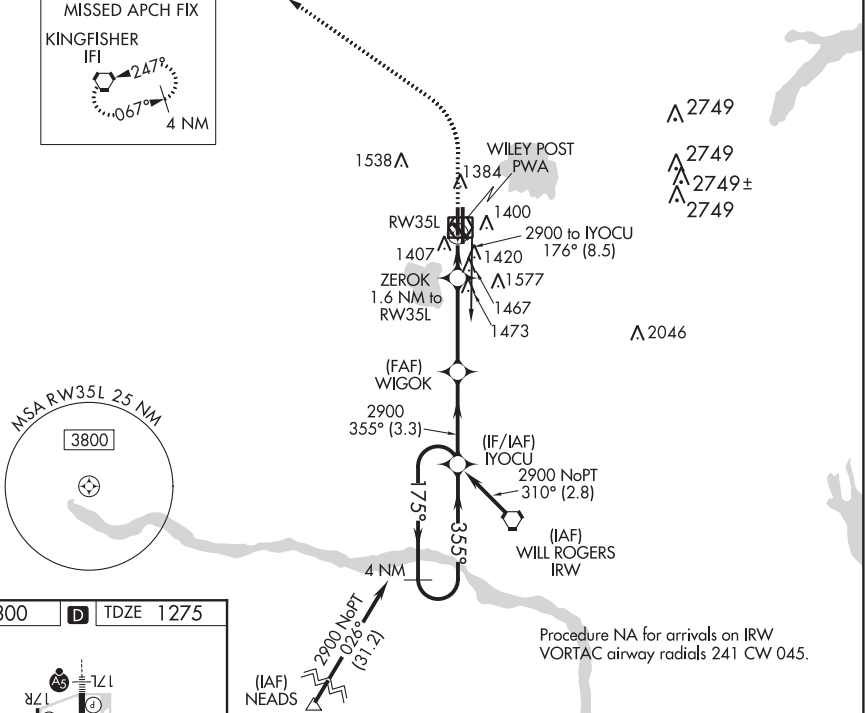 MISSED APCH FIX
KINGFISHER
IFI
247°
067°
4 NM
2749
2749
2749±
2749
1538
WILEY POST
PWA
1384
RW35L
1400
2900 to IYOCU
176° (8.5)
1407
1420
ZEROK
1.6 NM to
RW35L
1577
1467
1473
2046
(FAF)
WIGOK
MSA RW35L 25 NM
3800
2900
355° (3.3)
(IF/IAF)
IYOCU
2900 NoPT
310° (2.8)
175°
355°
(IAF)
WILL ROGERS
IRW
4 NM
2900 NoPT
026°
(31.2)
(IAF)
NEADS
Procedure NA for arrivals on IRW
VORTAC airway radials 241 CW 045.
D
TDZE 1275
A5
17L
17R
P